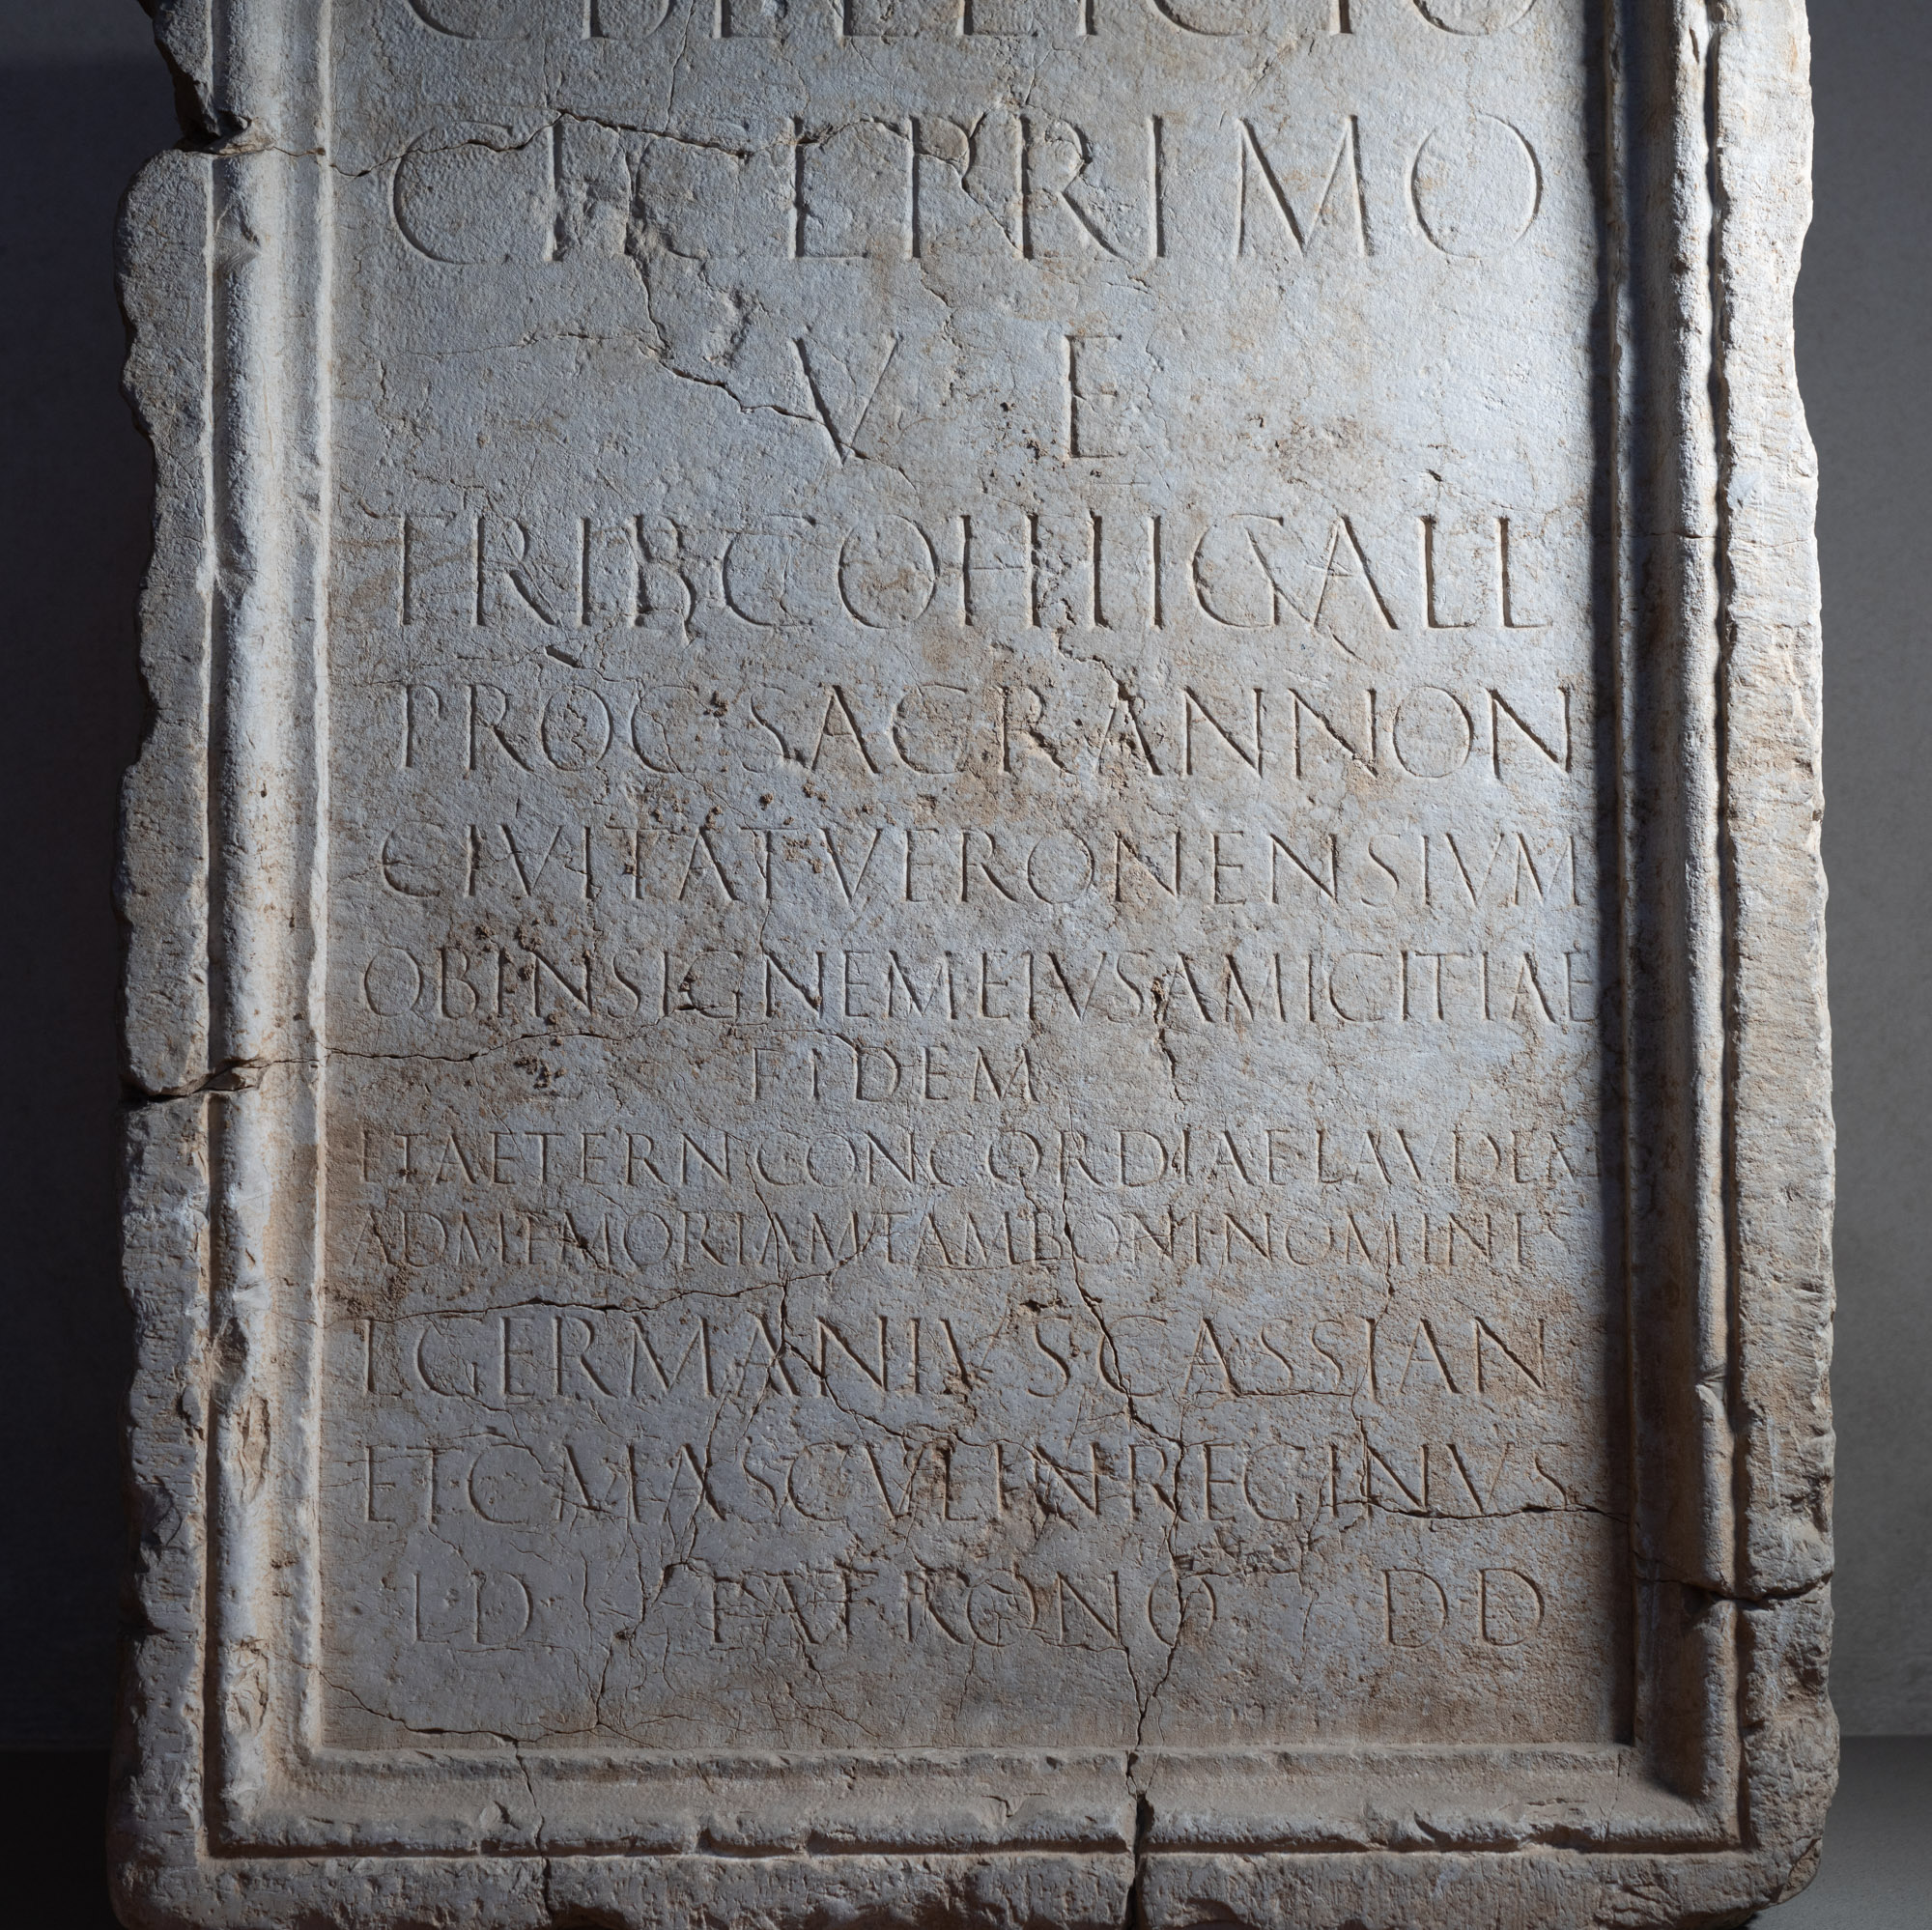 CICEPRIMO
V E
TRIB COH II GALL
PROC SACR ANNON
CIVITAT VERONENSIVM
OB INSIGNEM EIVS AMICITIAE
FIDEM
ET AETERN CONCORDIAE LAVDEM
AD MEMORIAM TAM BONI NOMINIS
L GERMANIVS CASSIAN
ET C MASCVLIN REGINVS
L D PATRONO D D